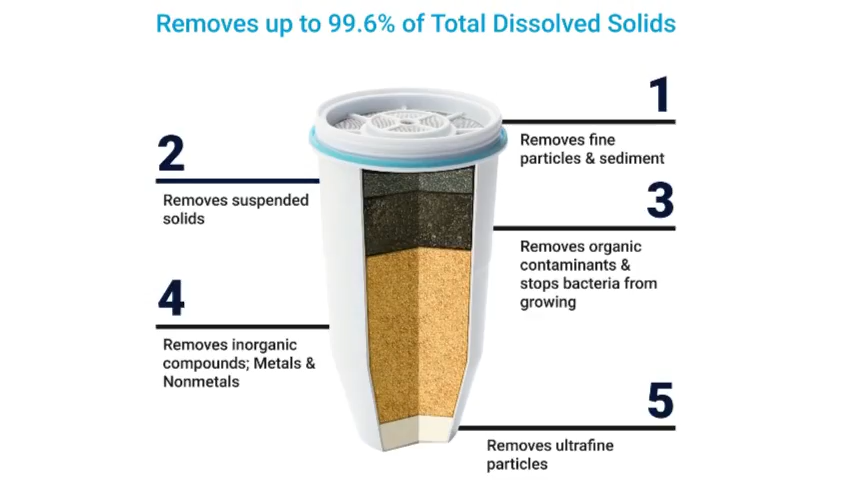 Removes up to 99.6% of Total Dissolved Solids
1
Removes fine
particles & sediment
2
Removes suspended
solids
3
Removes organic
contaminants &
stops bacteria from
growing
4
Removes inorganic
compounds; Metals &
Nonmetals
5
Removes ultrafine
particles